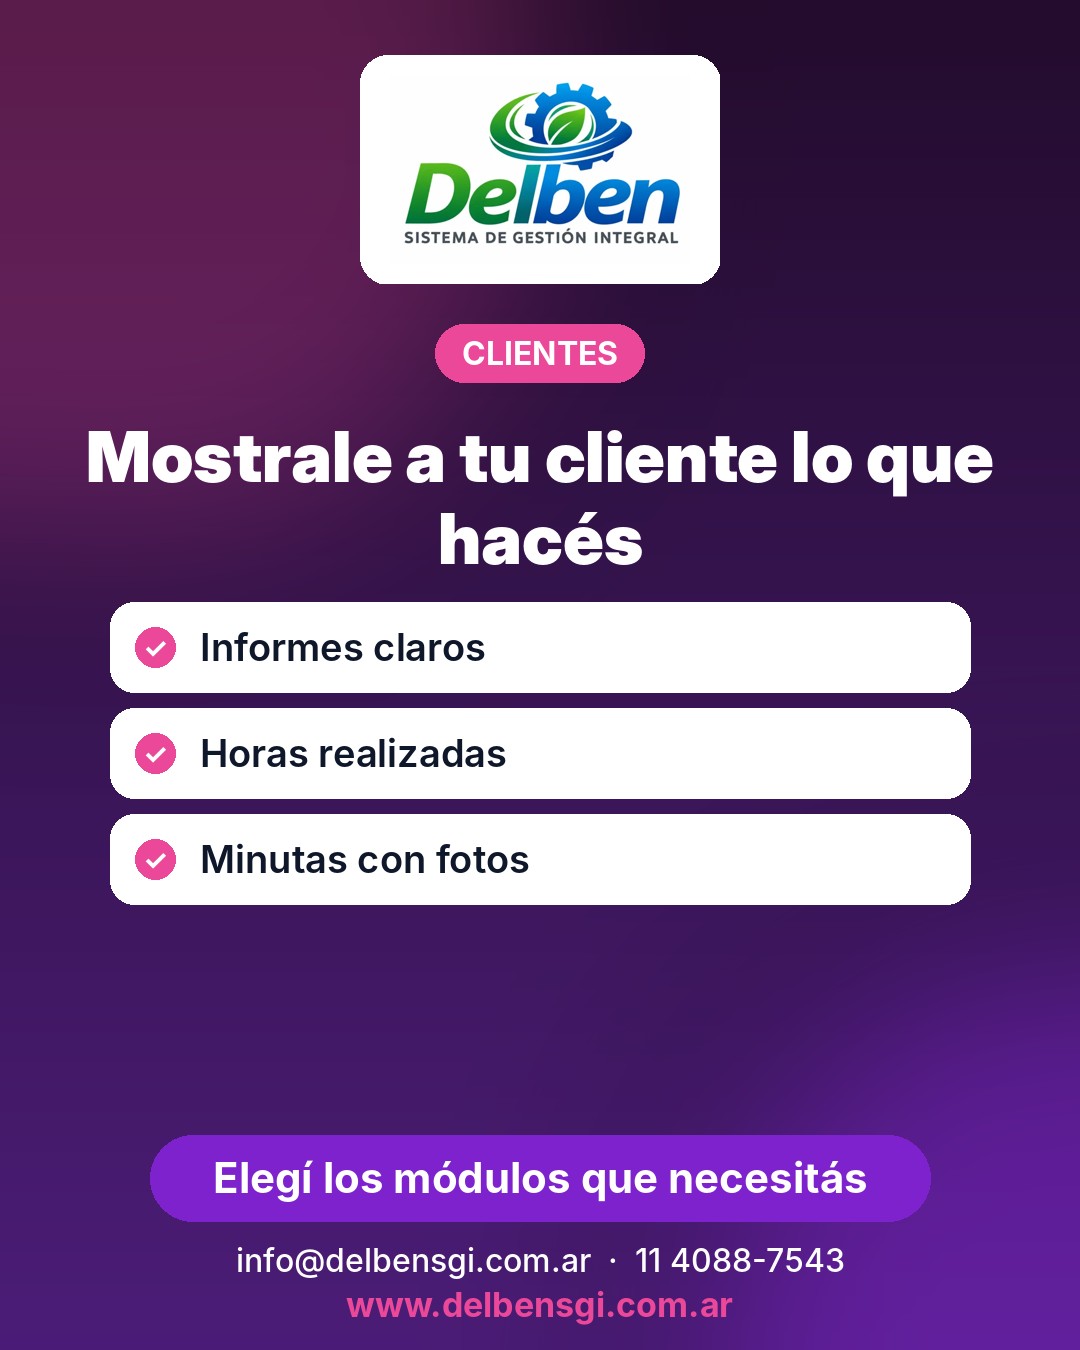 Delben
SISTEMA DE GESTIÓN INTEGRAL
CLIENTES
Mostrale a tu cliente lo que
hacés
Informes claros
Horas realizadas
Minutas con fotos
Elegí los módulos que necesitás
info@delbensgi.com.ar · 11 4088-7543
www.delbensgi.com.ar